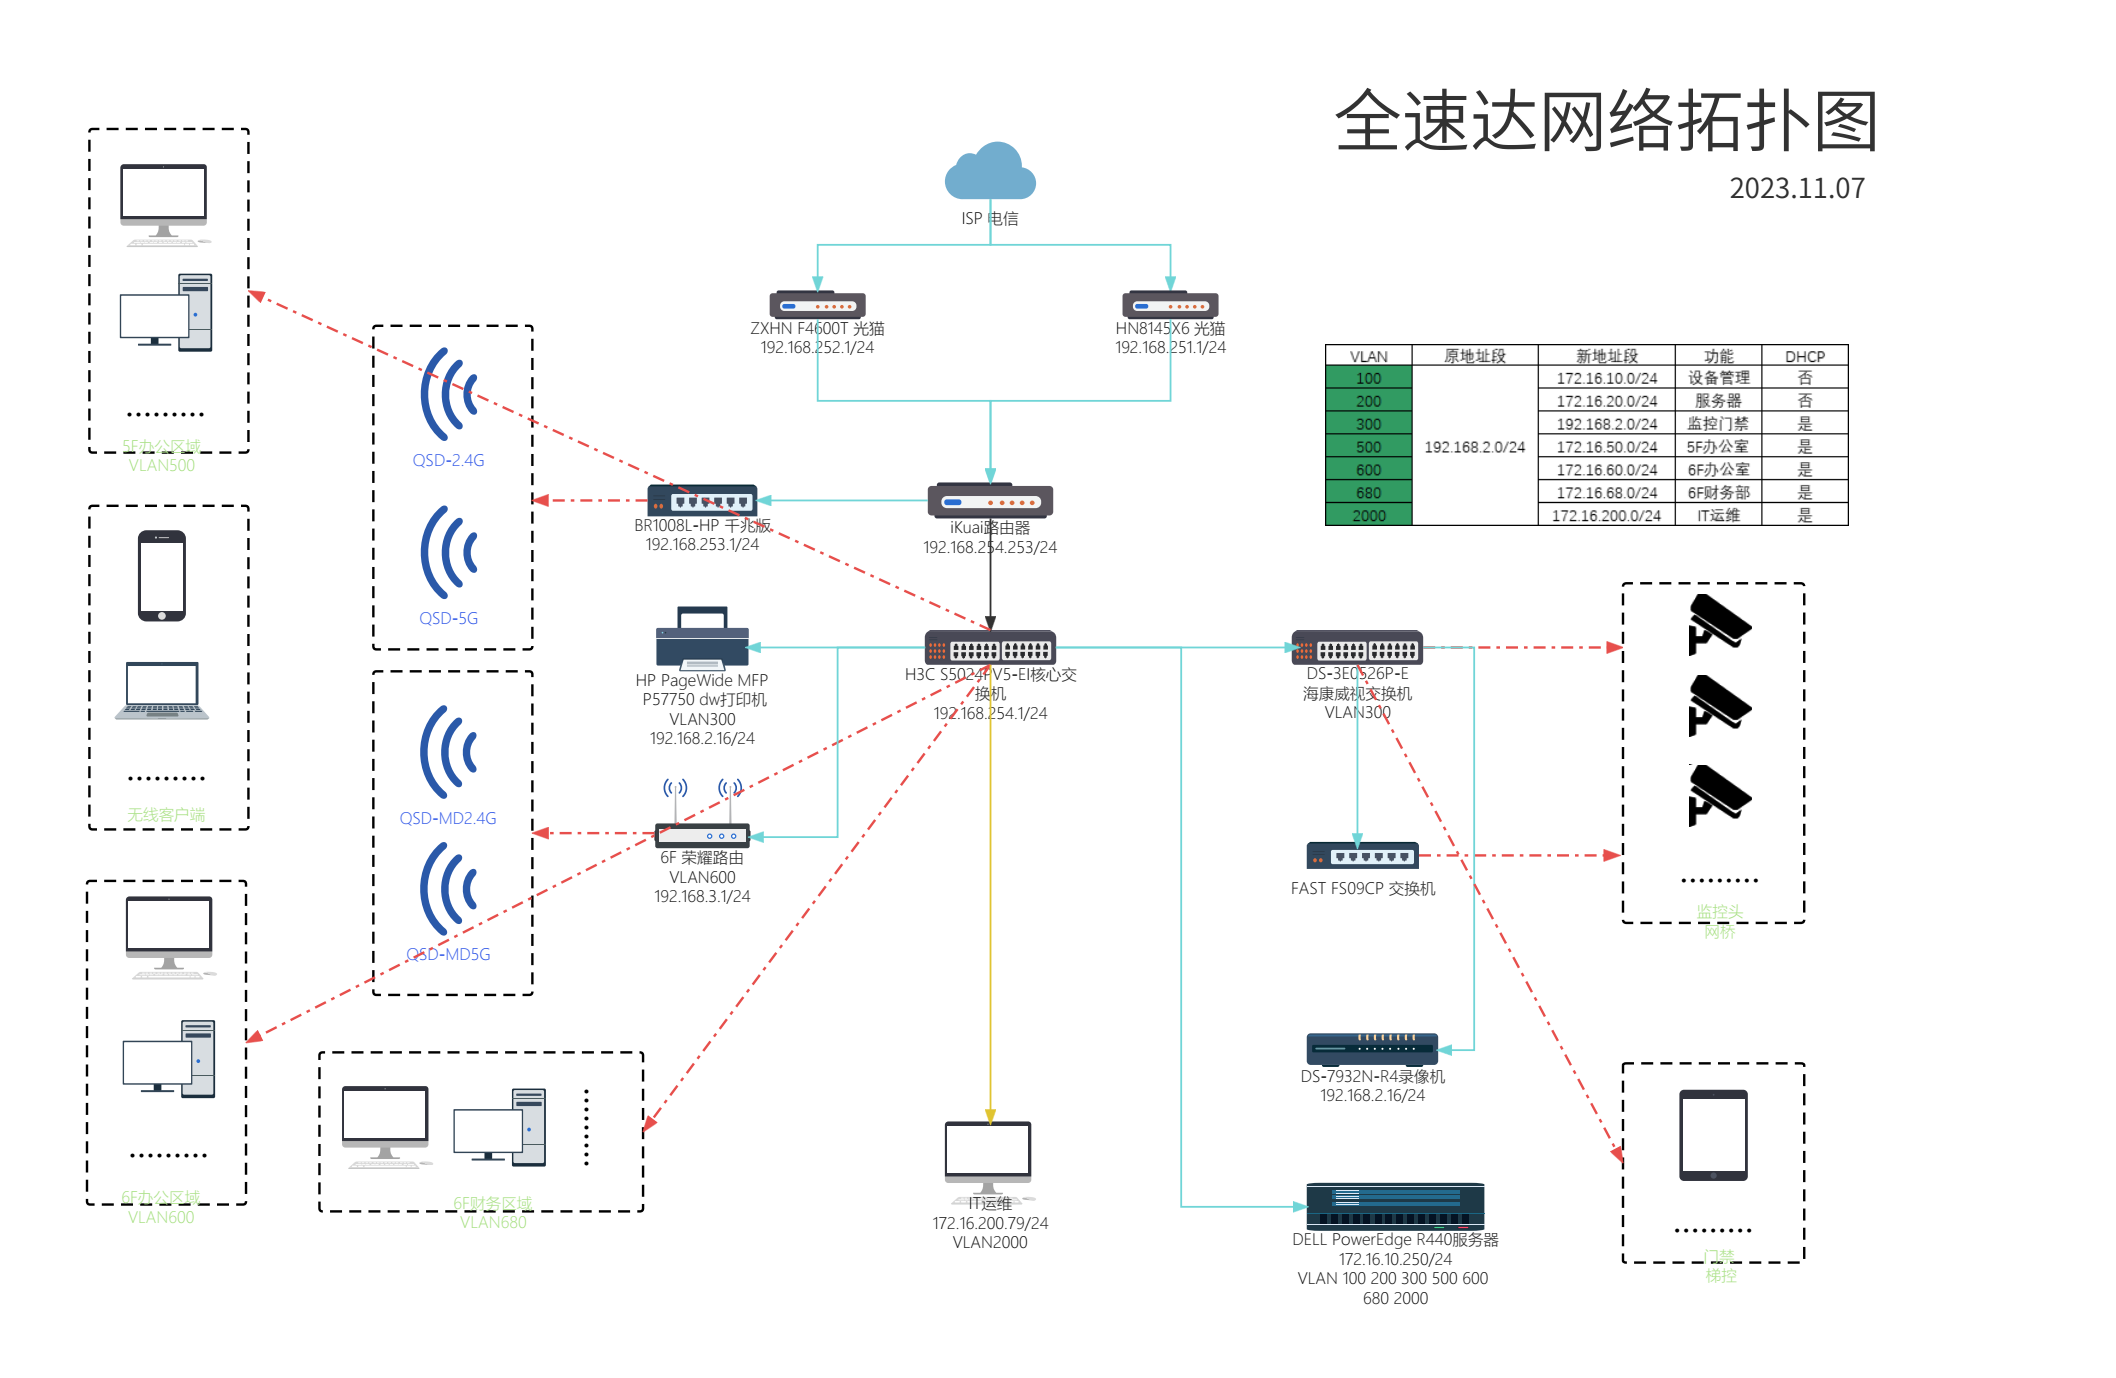 全速达网络拓扑图
2023.11.07
ISP 电信
ZXHN F4600T 光猫
192.168.252.1/24
HN8145X6 光猫
192.168.251.1/24
VLAN 原地址段 新地址段 功能 DHCP
100 172.16.10.0/24 设备管理 否
200 172.16.20.0/24 服务器 否
300 192.168.2.0/24 监控门禁 是
500 192.168.2.0/24 172.16.50.0/24 5F办公室 是
600 172.16.60.0/24 6F办公室 是
680 172.16.68.0/24 6F财务部 是
2000 172.16.200.0/24 IT运维 是
5F办公区域
VLAN500
QSD-2.4G
QSD-5G
BR1008L-HP 千兆版
192.168.253.1/24
iKuai路由器
192.168.254.253/24
HP PageWide MFP
P57750 dw打印机
VLAN300
192.168.2.16/24
H3C S5024PV5-EI核心交
换机
192.168.254.1/24
DS-3E0526P-E
海康威视交换机
VLAN300
无线客户端
QSD-MD2.4G
QSD-MD5G
6F 荣耀路由
VLAN600
192.168.3.1/24
FAST FS09CP 交换机
监控头
网桥
DS-7932N-R4录像机
192.168.2.16/24
6F办公区域
VLAN600
6F财务区域
VLAN680
IT运维
172.16.200.79/24
VLAN2000
DELL PowerEdge R440服务器
172.16.10.250/24
VLAN 100 200 300 500 600
680 2000
门禁
梯控